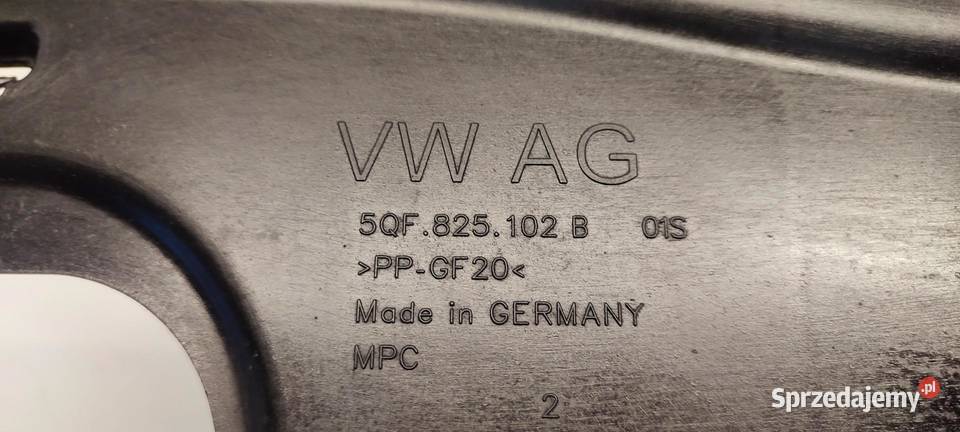 VW AG
5QF.825.102 B 01S
>PP-GF20<
Made in GERMANY
MPC
2
Sprzedajemy.pl